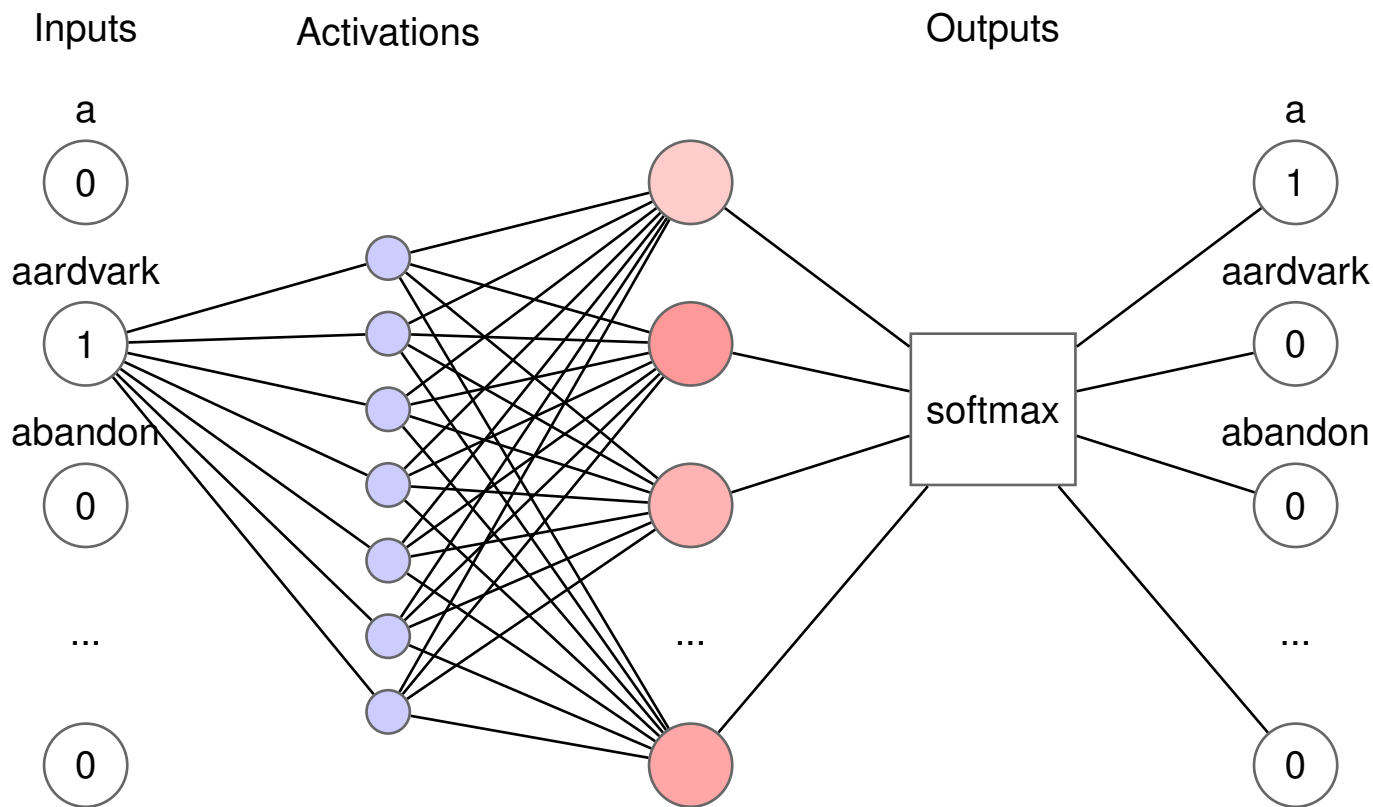 Inputs
Activations
Outputs
a
0
aardvark
1
abandon
0
...
0
...
softmax
a
1
aardvark
0
abandon
0
...
0